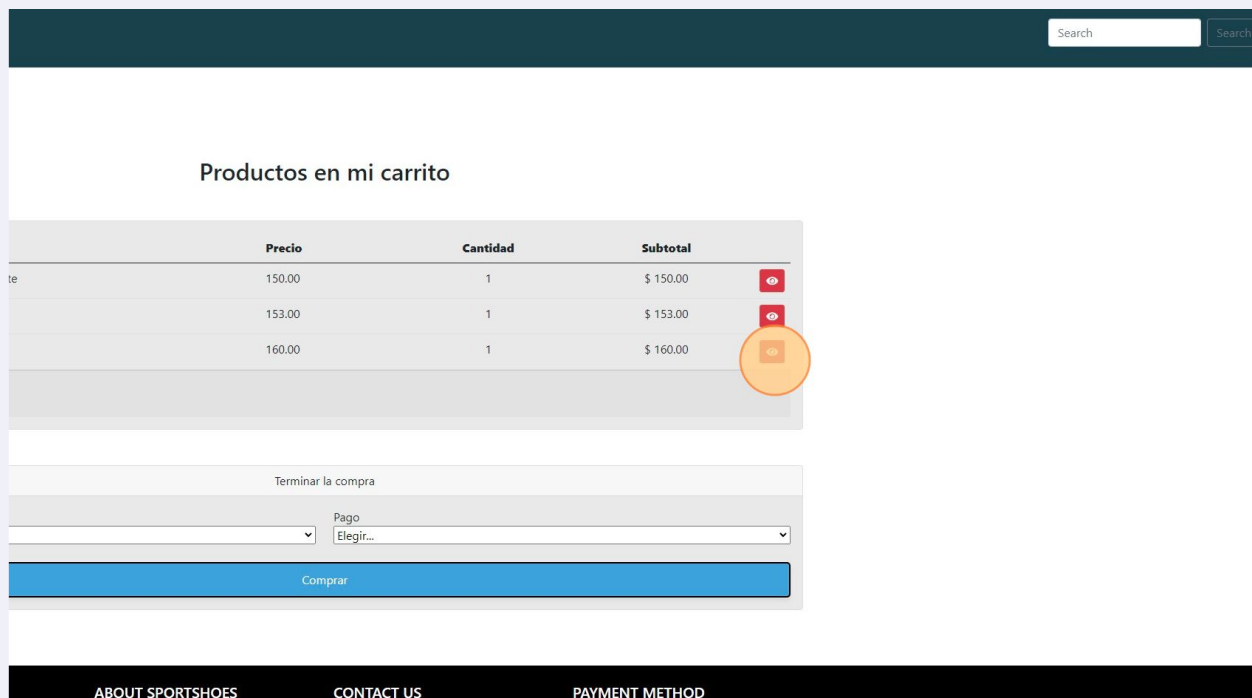 Search Search
Productos en mi carrito
Precio Cantidad Subtotal
te 150.00 1 $ 150.00
153.00 1 $ 153.00
160.00 1 $ 160.00
Terminar la compra
Pago
Elegir...
Comprar
ABOUT SPORTSHOES CONTACT US PAYMENT METHOD